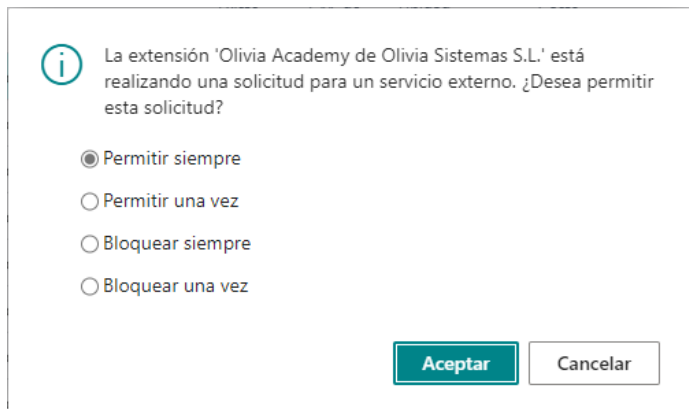 La extensión 'Olivia Academy de Olivia Sistemas S.L.' está
realizando una solicitud para un servicio externo. ¿Desea permitir
esta solicitud?
Permitir siempre
Permitir una vez
Bloquear siempre
Bloquear una vez
Aceptar Cancelar